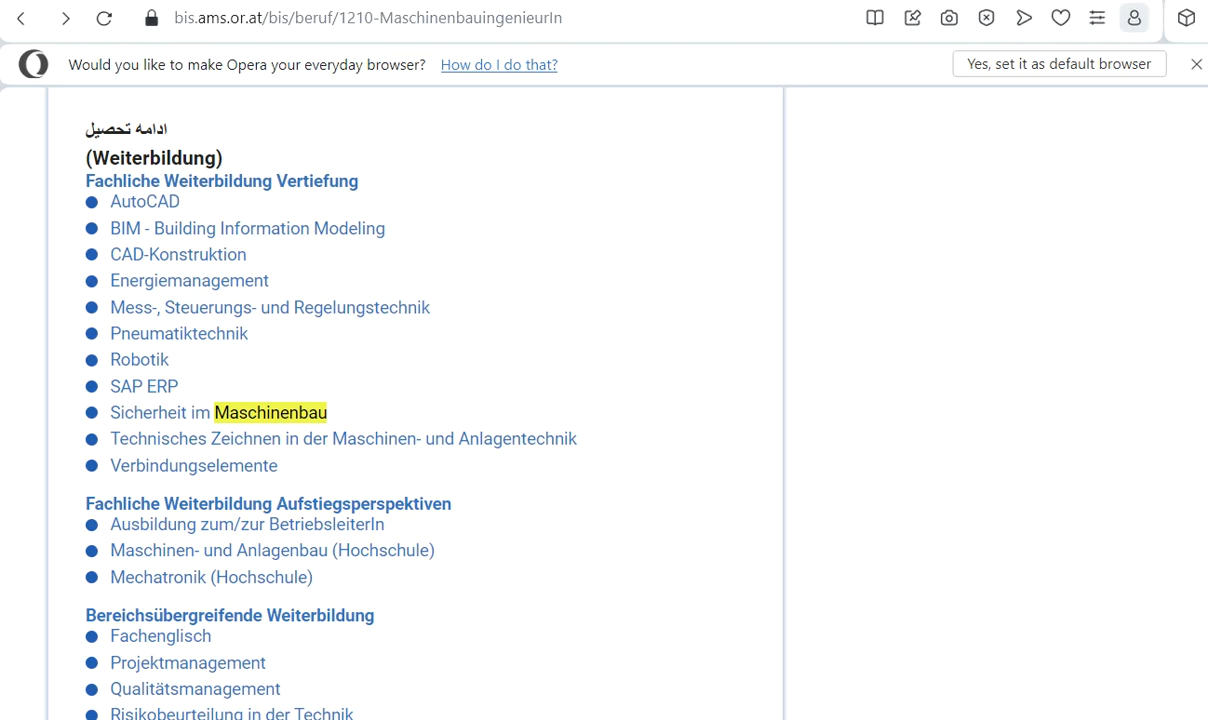 bis.ams.or.at/bis/beruf/1210-MaschinenbauingenieurIn
Would you like to make Opera your everyday browser? How do I do that? Yes, set it as default browser
ادامه تحصیل
(Weiterbildung)
Fachliche Weiterbildung Vertiefung
AutoCAD
BIM - Building Information Modeling
CAD-Konstruktion
Energiemanagement
Mess-, Steuerungs- und Regelungstechnik
Pneumatiktechnik
Robotik
SAP ERP
Sicherheit im Maschinenbau
Technisches Zeichnen in der Maschinen- und Anlagentechnik
Verbindungselemente
Fachliche Weiterbildung Aufstiegsperspektiven
Ausbildung zum/zur BetriebsleiterIn
Maschinen- und Anlagenbau (Hochschule)
Mechatronik (Hochschule)
Bereichsübergreifende Weiterbildung
Fachenglisch
Projektmanagement
Qualitätsmanagement
Risikobeurteilung in der Technik